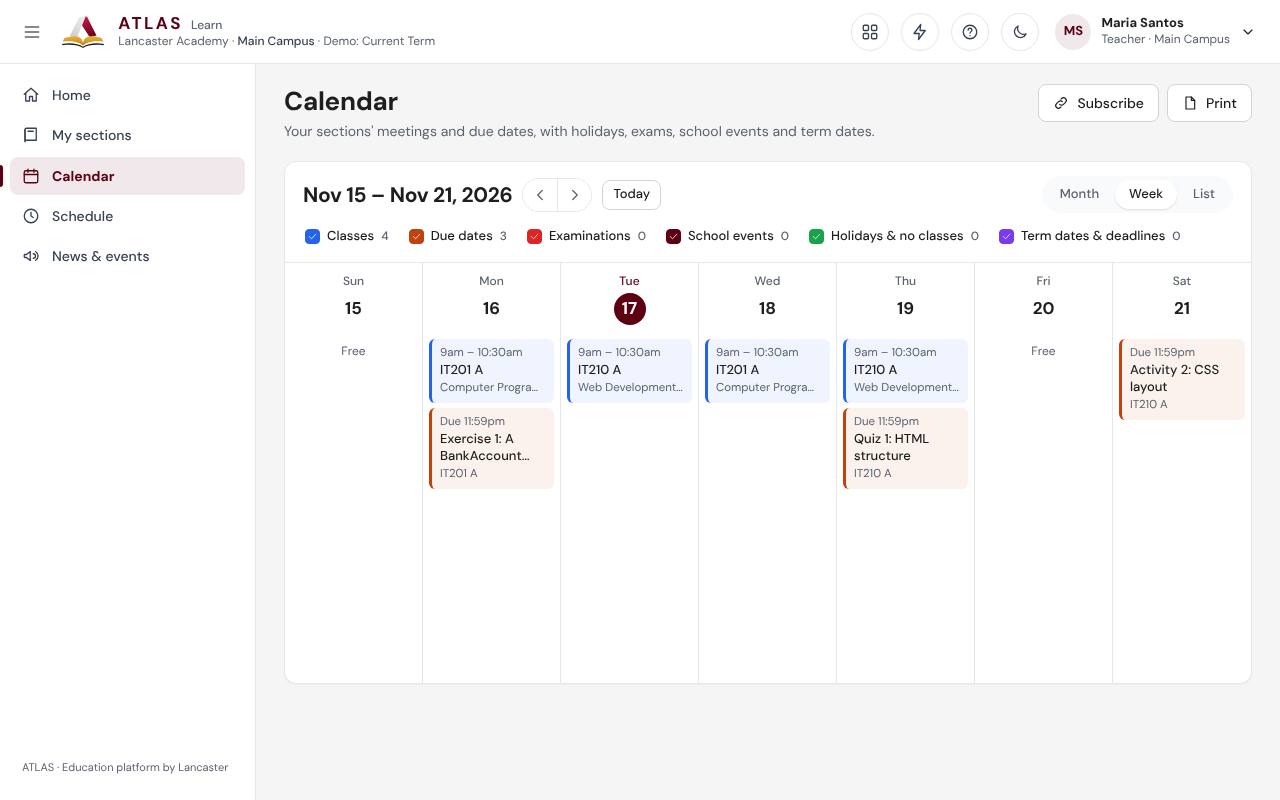 ATLAS Learn
Lancaster Academy · Main Campus · Demo: Current Term
MS
Maria Santos
Teacher · Main Campus
Home
My sections
Calendar
Schedule
News & events
ATLAS · Education platform by Lancaster
Calendar
Your sections' meetings and due dates, with holidays, exams, school events and term dates.
Subscribe
Print
Nov 15 – Nov 21, 2026
Today
Month
Week
List
Classes 4
Due dates 3
Examinations 0
School events 0
Holidays & no classes 0
Term dates & deadlines 0
Sun
15
Free
Mon
16
9am – 10:30am
IT201 A
Computer Progra...
Due 11:59pm
Exercise 1: A
BankAccount...
IT201 A
Tue
17
9am – 10:30am
IT210 A
Web Development...
Wed
18
9am – 10:30am
IT201 A
Computer Progra...
Thu
19
9am – 10:30am
IT210 A
Web Development...
Due 11:59pm
Quiz 1: HTML
structure
IT210 A
Fri
20
Free
Sat
21
Due 11:59pm
Activity 2: CSS
layout
IT210 A